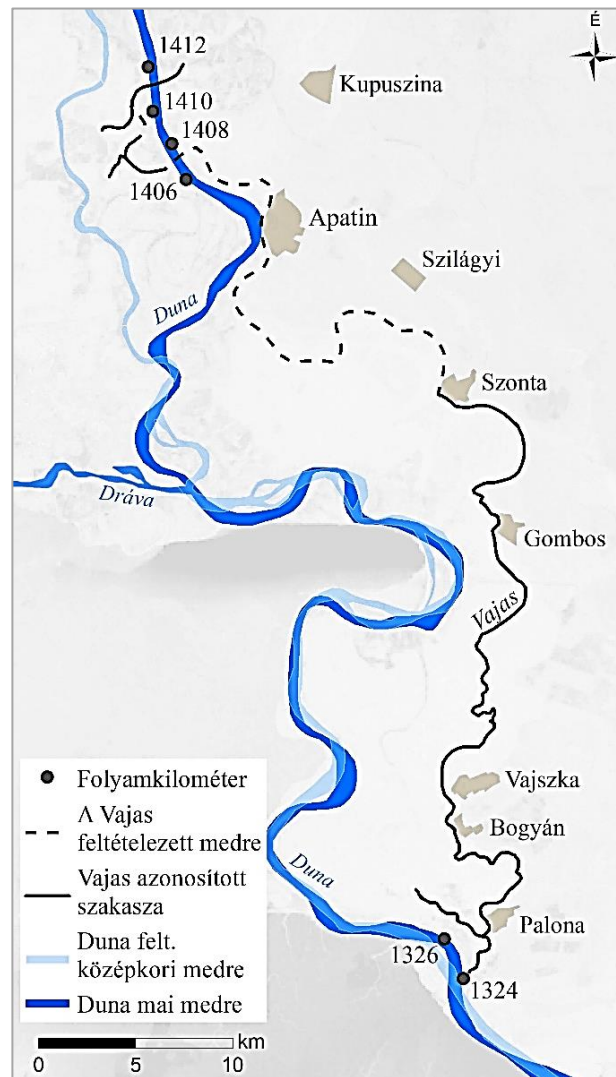 É
1412
Kupuszina
1410
1408
1406
Apatin
Szilágyi
Duna
Szonta
Dráva
Gombos
Vajas
Folyamkilométer
A Vajas
feltételezett medre
Vajas azonosított
szakasza
Duna felt.
középkori medre
Duna mai medre
km
0 5 10
Vajszka
Bogyán
Duna
Palona
1326
1324